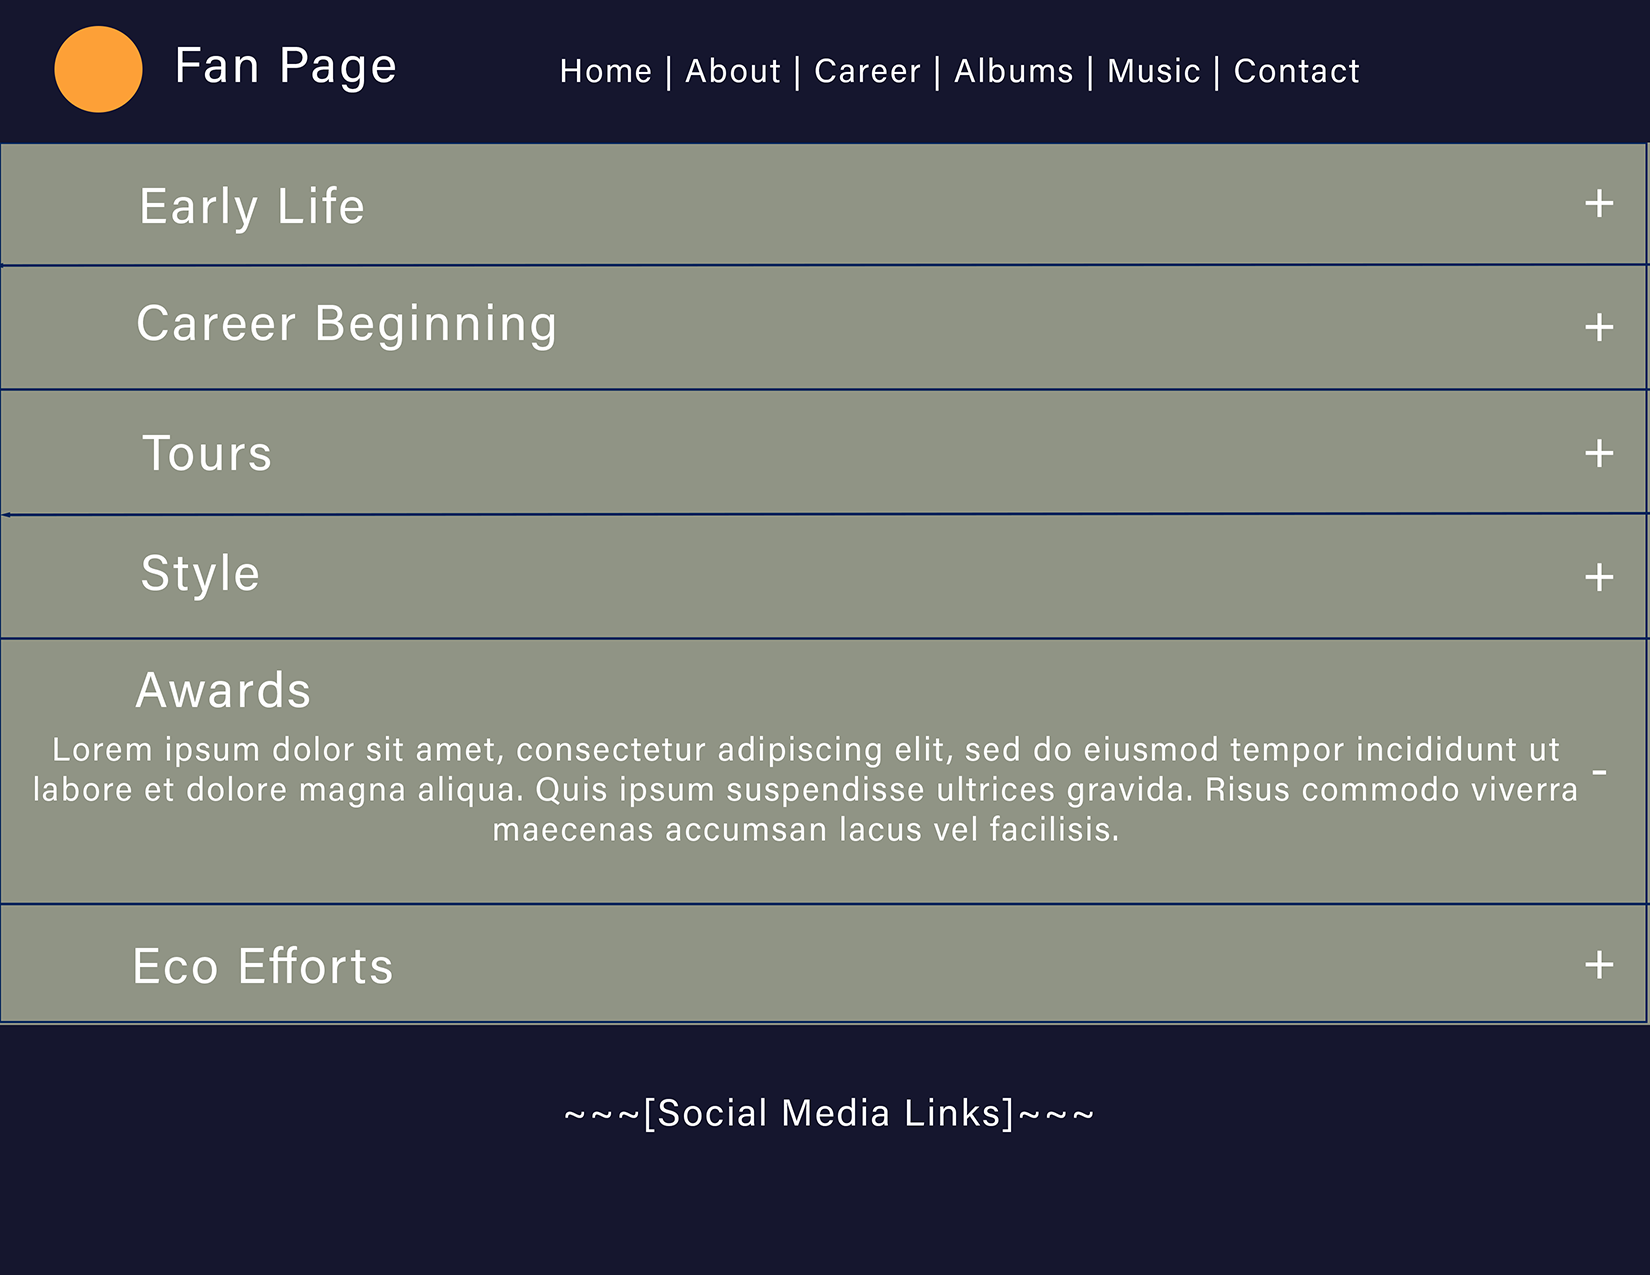 Fan Page
Home | About | Career | Albums | Music | Contact
Early Life +
Career Beginning +
Tours +
Style +
Awards
Lorem ipsum dolor sit amet, consectetur adipiscing elit, sed do eiusmod tempor incididunt ut
labore et dolore magna aliqua. Quis ipsum suspendisse ultrices gravida. Risus commodo viverra
-
maecenas accumsan lacus vel facilisis.
Eco Efforts +
~~~[Social Media Links]~~~